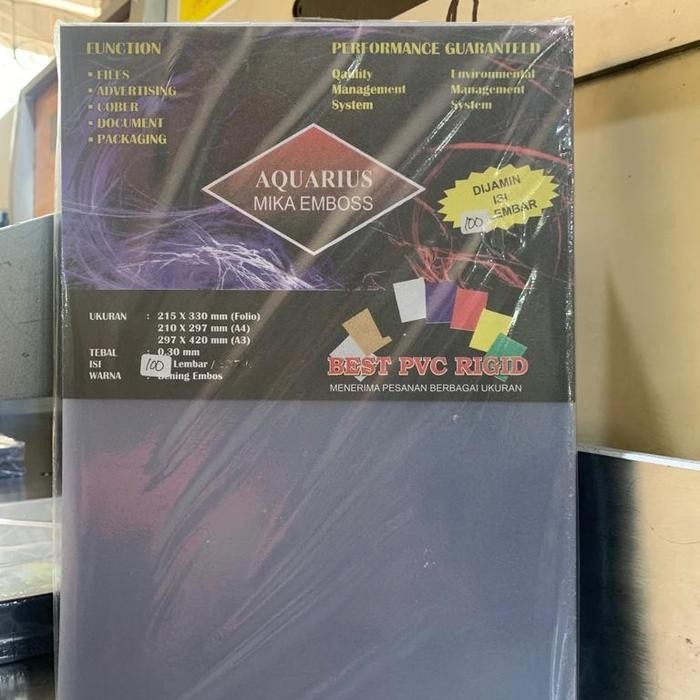 FUNCTION
• FILES
• ADVERTISING
• COBER
• DOCUMENT
• PACKAGING
PERFORMANCE GUARANTEED
Quality
Management
System
Environmental
Management
System
AQUARIUS
MIKA EMBOSS
DIJAMIN
ISI
100 EMBAR
UKURAN : 215 X 330 mm (Folio)
210 X 297 mm (A4)
297 X 420 mm (A3)
TEBAL : 0,30 mm
ISI : 100 Lembar /
WARNA : Bening Embos
BEST PVC RIGID
MENERIMA PESANAN BERBAGAI UKURAN